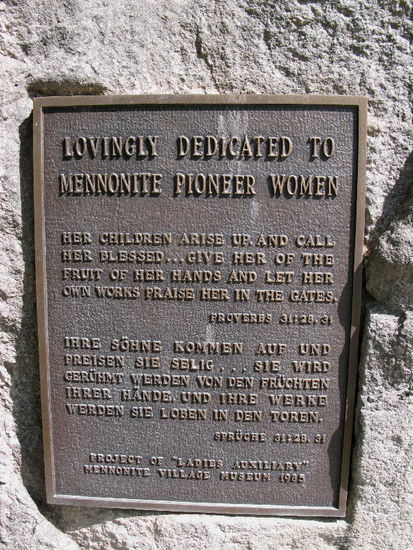 LOVINGLY DEDICATED TO
MENNONITE PIONEER WOMEN
HER CHILDREN ARISE UP, AND CALL
HER BLESSED... GIVE HER OF THE
FRUIT OF HER HANDS AND LET HER
OWN WORKS PRAISE HER IN THE GATES.
PROVERBS 31:28, 31
IHRE SÖHNE KOMMEN AUF UND
PREISEN SIE SELIG... SIE WIRD
GERÜHMT WERDEN VON DEN FRÜCHTEN
IHRER HÄNDE, UND IHRE WERKE
WERDEN SIE LOBEN IN DEN TOREN.
SPRÜCHE 31:28, 31
PROJECT OF "LADIES AUXILIARY"
MENNONITE VILLAGE MUSEUM 1985